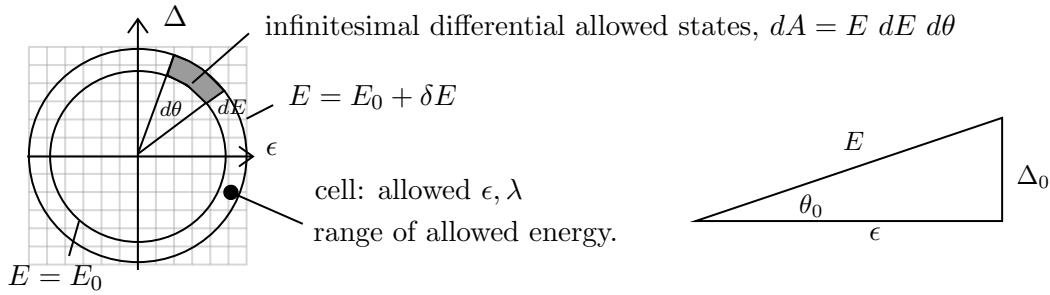 Δ
infinitesimal differential allowed states, dA = E dE dθ
dθ
dE
E = E₀ + δE
ϵ
cell: allowed ϵ, λ
range of allowed energy.
E = E₀
E
Δ₀
θ₀
ϵ